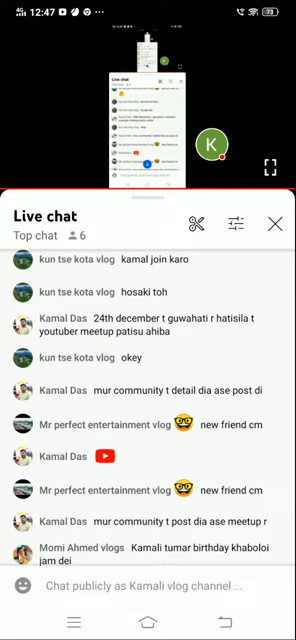 4G 12:47
73
Live chat
K
Live chat
Top chat 6
kun tse kota vlog kamal join karo
kun tse kota vlog hosaki toh
Kamal Das 24th december t guwahati r hatisila t
youtuber meetup patisu ahiba
kun tse kota vlog okey
Kamal Das mur community t detail dia ase post di
Mr perfect entertainment vlog 🤓 new friend cm
Kamal Das
Mr perfect entertainment vlog 🤓 new friend cm
Kamal Das mur community t post dia ase meetup r
Momi Ahmed vlogs Kamali tumar birthday khaboloi
jam dei
Chat publicly as Kamali vlog channel ...